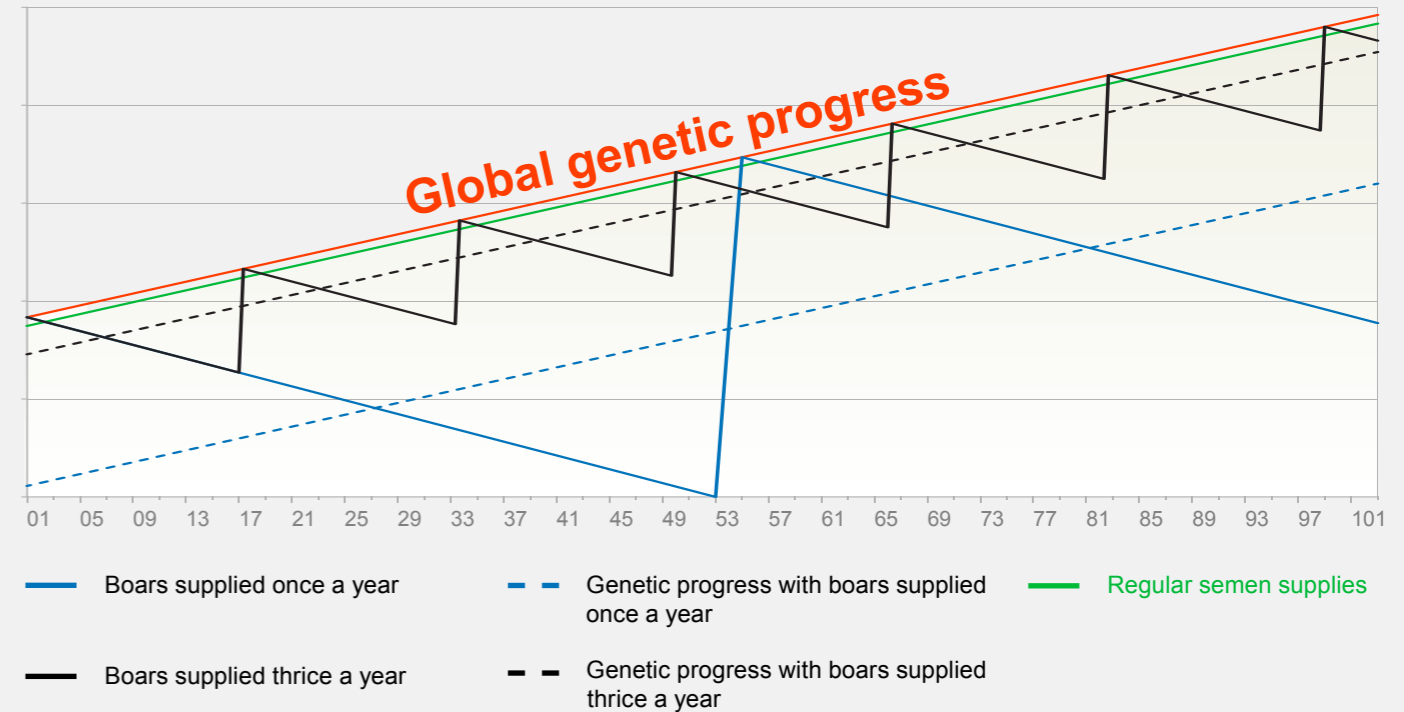 Global genetic progress
01 05 09 13 17 21 25 29 33 37 41 45 49 53 57 61 65 69 73 77 81 85 89 93 97 101
Boars supplied once a year
Genetic progress with boars supplied
once a year
Regular semen supplies
Boars supplied thrice a year
Genetic progress with boars supplied
thrice a year